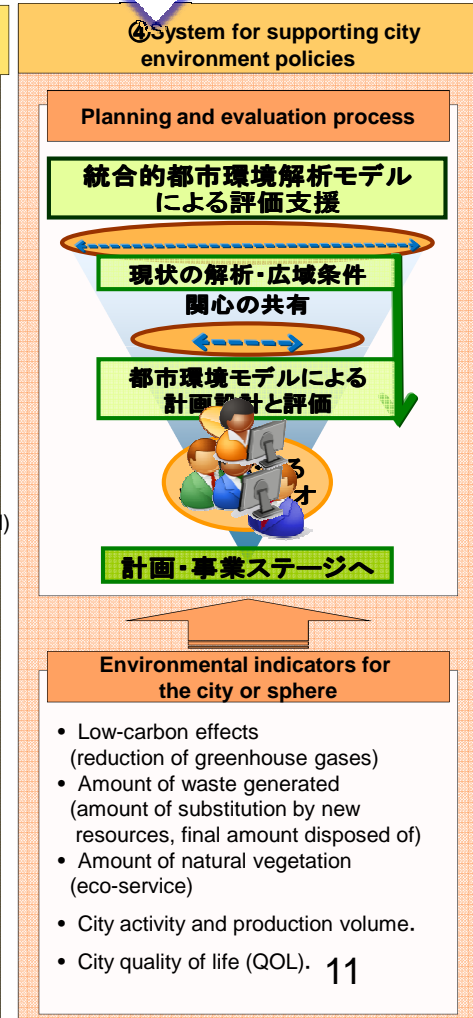 ④System for supporting city
environment policies
Planning and evaluation process
統合的都市環境解析モデル
による評価支援
現状の解析・広域条件
関心の共有
都市環境モデルによる
計画設計と評価
計画・事業ステージへ
Environmental indicators for
the city or sphere
• Low-carbon effects
(reduction of greenhouse gases)
• Amount of waste generated
(amount of substitution by new
resources, final amount disposed of)
• Amount of natural vegetation
(eco-service)
• City activity and production volume.
• City quality of life (QOL).
11